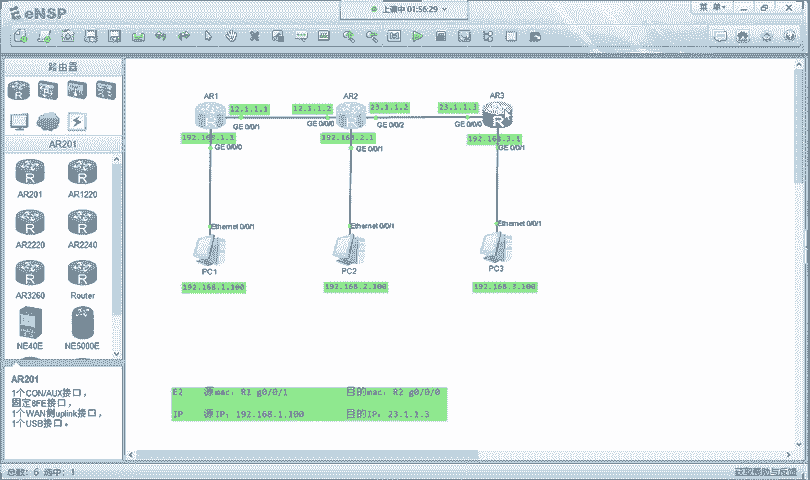 eNSP
上课中 01:56:29
菜 单
路由器
AR201
AR201
AR1220
AR2220
AR2240
AR3260
Router
NE40E
NE5000E
AR201
1个CON/AUX接口，
固定8FE接口，
1个WAN侧uplink接口，
1个USB接口。
AR1
AR2
AR3
12.1.1.1
12.1.1.2
23.1.1.2
23.1.1.3
GE 0/0/1
GE 0/0/0
GE 0/0/2
GE 0/0/0
192.168.1.1
192.168.2.1
192.168.3.1
GE 0/0/0
GE 0/0/1
GE 0/0/1
Ethernet 0/0/1
Ethernet 0/0/1
Ethernet 0/0/1
PC1
PC2
PC3
192.168.1.100
192.168.2.100
192.168.3.100
E2 源mac：R1 g0/0/1 目的mac：R2 g0/0/0
IP 源IP：192.168.1.100 目的IP：23.1.1.3
总数：6 选中：1
获取帮助与反馈